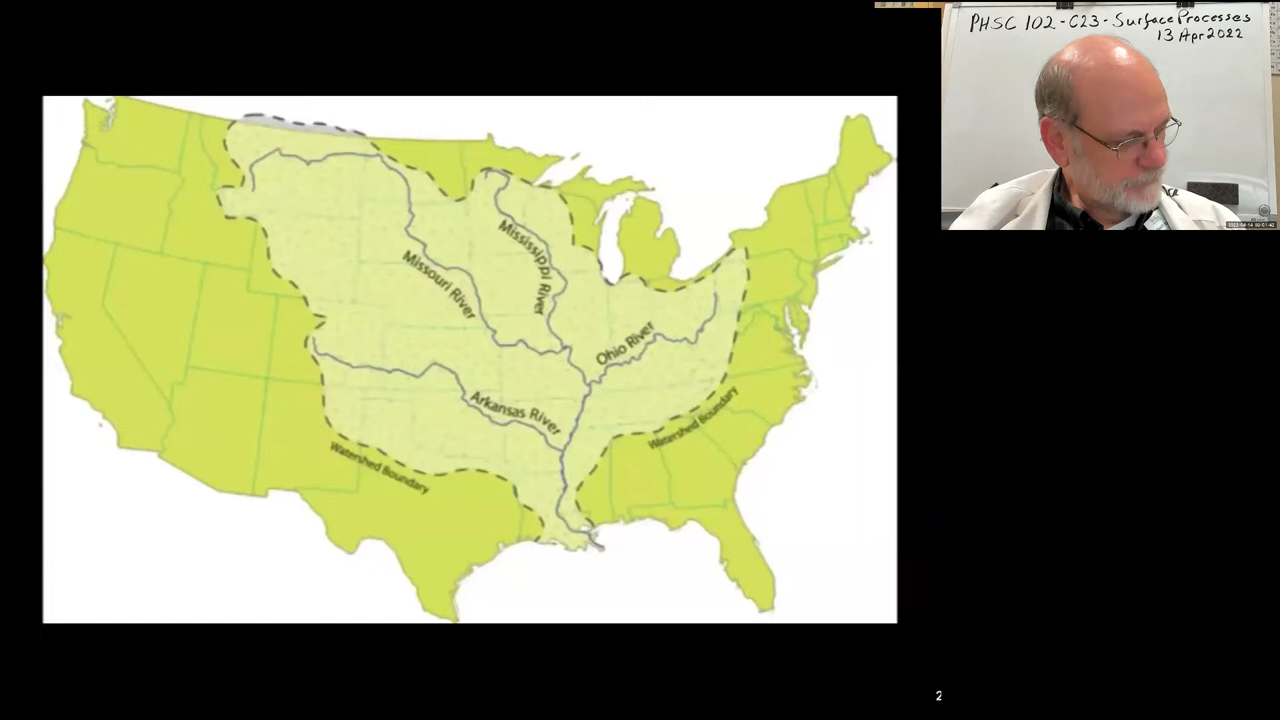 PHSC 102-C23-Surface Processes
13 Apr 2022
Mississippi River
Missouri River
Ohio River
Arkansas River
Watershed Boundary
Watershed Boundary
2